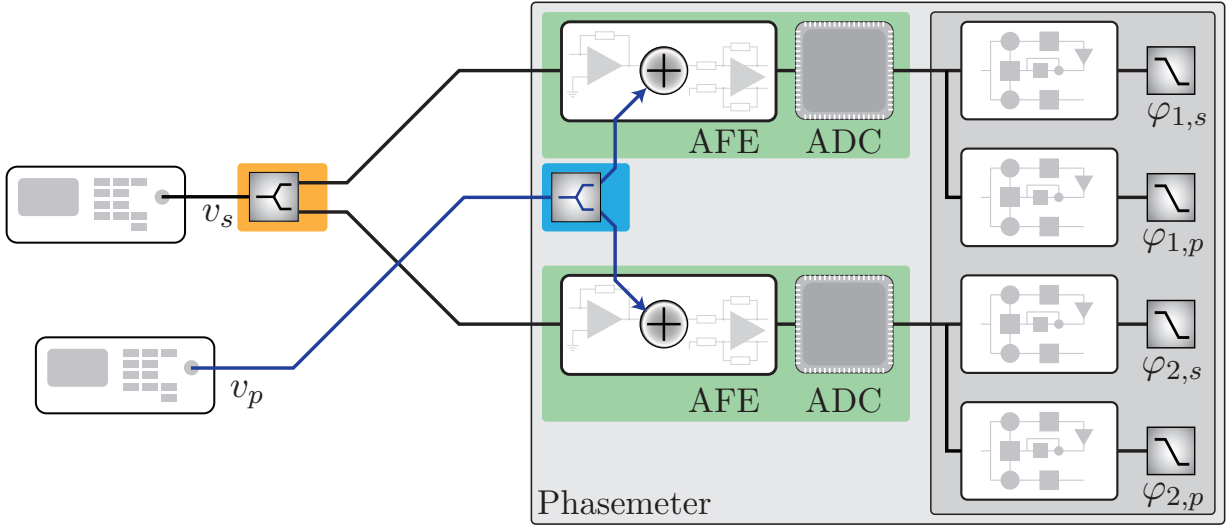 AFE ADC
φ1,s
v_s
φ1,p
v_p
AFE ADC
φ2,s
φ2,p
Phasemeter